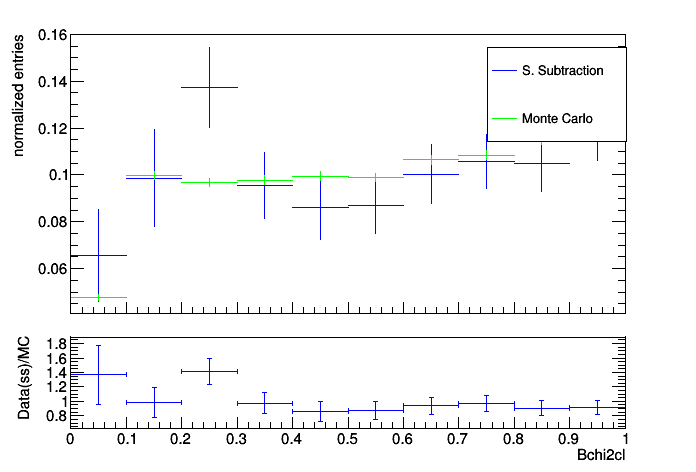 normalized entries
0.16
0.14
0.12
0.1
0.08
0.06
S. Subtraction
Monte Carlo
Data(ss)/MC
1.8
1.6
1.4
1.2
1
0.8
0 0.1 0.2 0.3 0.4 0.5 0.6 0.7 0.8 0.9 1
Bchi2cl